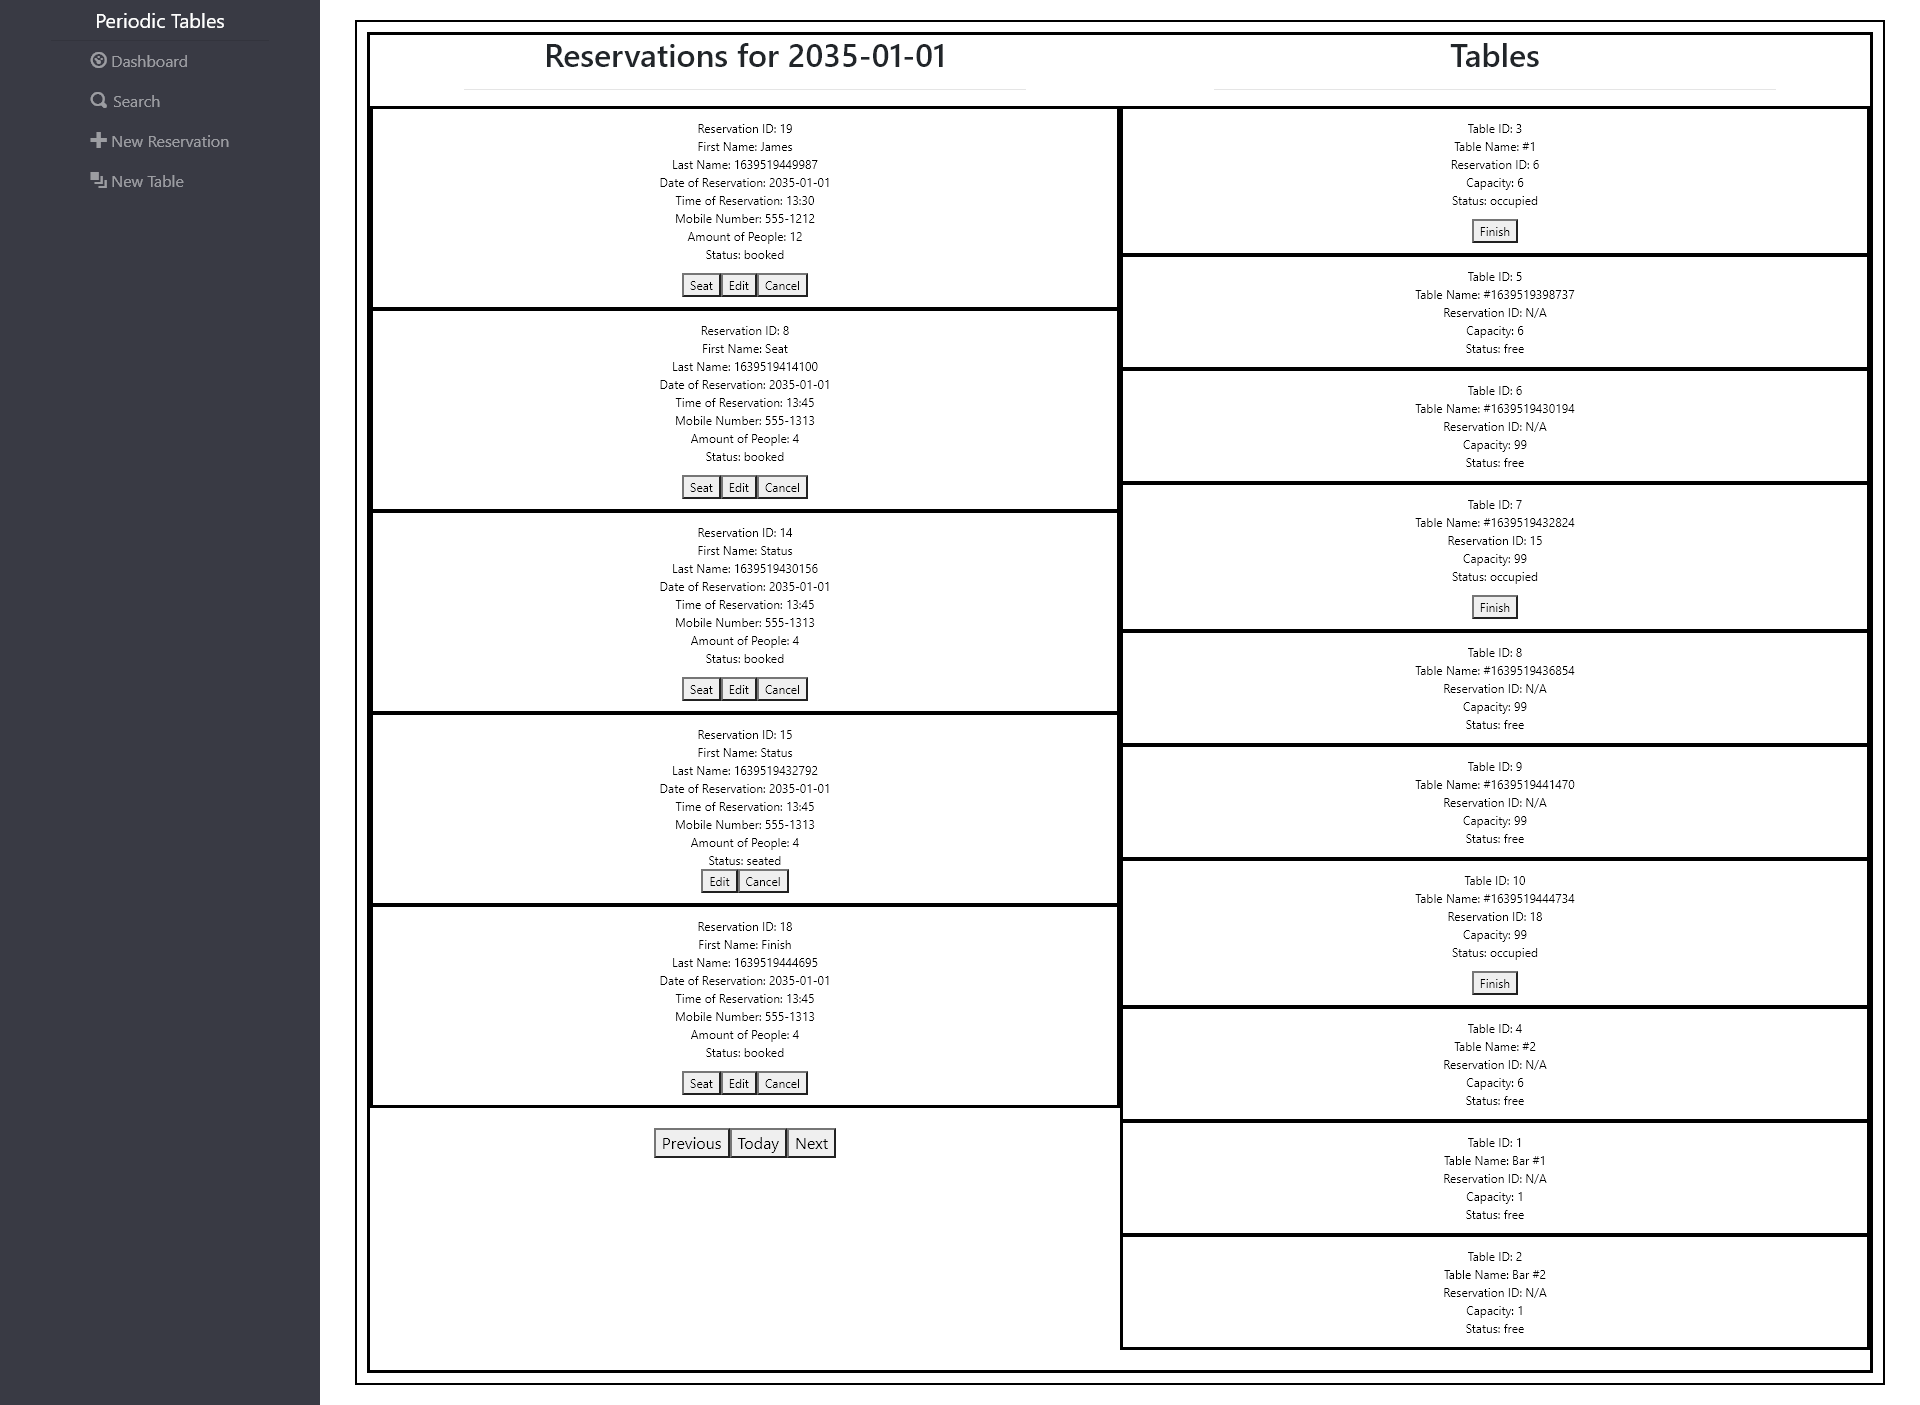 Periodic Tables
Dashboard
Search
New Reservation
New Table
Reservations for 2035-01-01
Reservation ID: 19
First Name: James
Last Name: 1639519449987
Date of Reservation: 2035-01-01
Time of Reservation: 13:30
Mobile Number: 555-1212
Amount of People: 12
Status: booked
Seat Edit Cancel
Reservation ID: 8
First Name: Seat
Last Name: 1639519414100
Date of Reservation: 2035-01-01
Time of Reservation: 13:45
Mobile Number: 555-1313
Amount of People: 4
Status: booked
Seat Edit Cancel
Reservation ID: 14
First Name: Status
Last Name: 1639519430156
Date of Reservation: 2035-01-01
Time of Reservation: 13:45
Mobile Number: 555-1313
Amount of People: 4
Status: booked
Seat Edit Cancel
Reservation ID: 15
First Name: Status
Last Name: 1639519432792
Date of Reservation: 2035-01-01
Time of Reservation: 13:45
Mobile Number: 555-1313
Amount of People: 4
Status: seated
Edit Cancel
Reservation ID: 18
First Name: Finish
Last Name: 1639519444695
Date of Reservation: 2035-01-01
Time of Reservation: 13:45
Mobile Number: 555-1313
Amount of People: 4
Status: booked
Seat Edit Cancel
Previous Today Next
Tables
Table ID: 3
Table Name: #1
Reservation ID: 6
Capacity: 6
Status: occupied
Finish
Table ID: 5
Table Name: #1639519398737
Reservation ID: N/A
Capacity: 6
Status: free
Table ID: 6
Table Name: #1639519430194
Reservation ID: N/A
Capacity: 99
Status: free
Table ID: 7
Table Name: #1639519432824
Reservation ID: 15
Capacity: 99
Status: occupied
Finish
Table ID: 8
Table Name: #1639519436854
Reservation ID: N/A
Capacity: 99
Status: free
Table ID: 9
Table Name: #1639519441470
Reservation ID: N/A
Capacity: 99
Status: free
Table ID: 10
Table Name: #1639519444734
Reservation ID: 18
Capacity: 99
Status: occupied
Finish
Table ID: 4
Table Name: #2
Reservation ID: N/A
Capacity: 6
Status: free
Table ID: 1
Table Name: Bar #1
Reservation ID: N/A
Capacity: 1
Status: free
Table ID: 2
Table Name: Bar #2
Reservation ID: N/A
Capacity: 1
Status: free